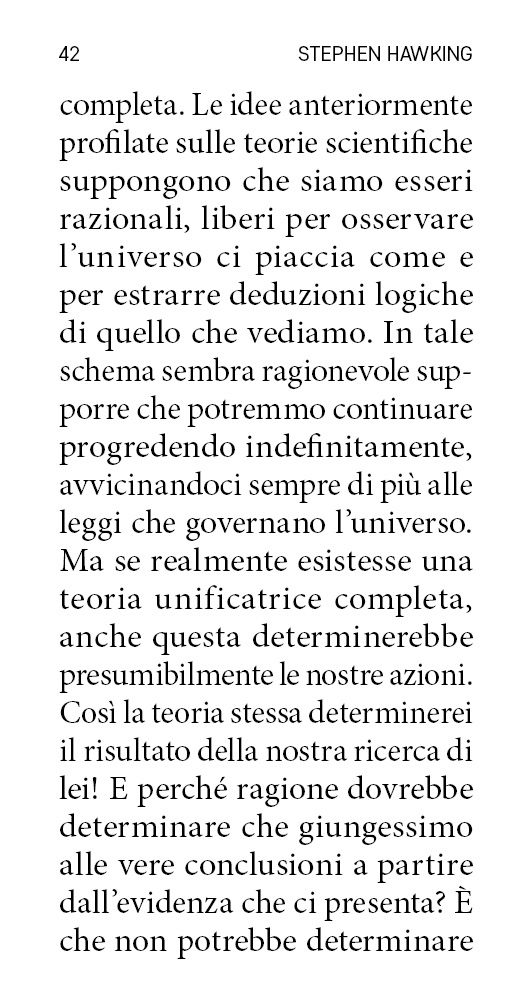 42
STEPHEN HAWKING
completa. Le idee anteriormente
profilate sulle teorie scientifiche
suppongono che siamo esseri
razionali, liberi per osservare
l’universo ci piaccia come e
per estrarre deduzioni logiche
di quello che vediamo. In tale
schema sembra ragionevole sup-
porre che potremmo continuare
progredendo indefinitamente,
avvicinandoci sempre di più alle
leggi che governano l’universo.
Ma se realmente esistesse una
teoria unificatrice completa,
anche questa determinerebbe
presumibilmente le nostre azioni.
Così la teoria stessa determinerei
il risultato della nostra ricerca di
lei! E perché ragione dovrebbe
determinare che giungessimo
alle vere conclusioni a partire
dall’evidenza che ci presenta? È
che non potrebbe determinare